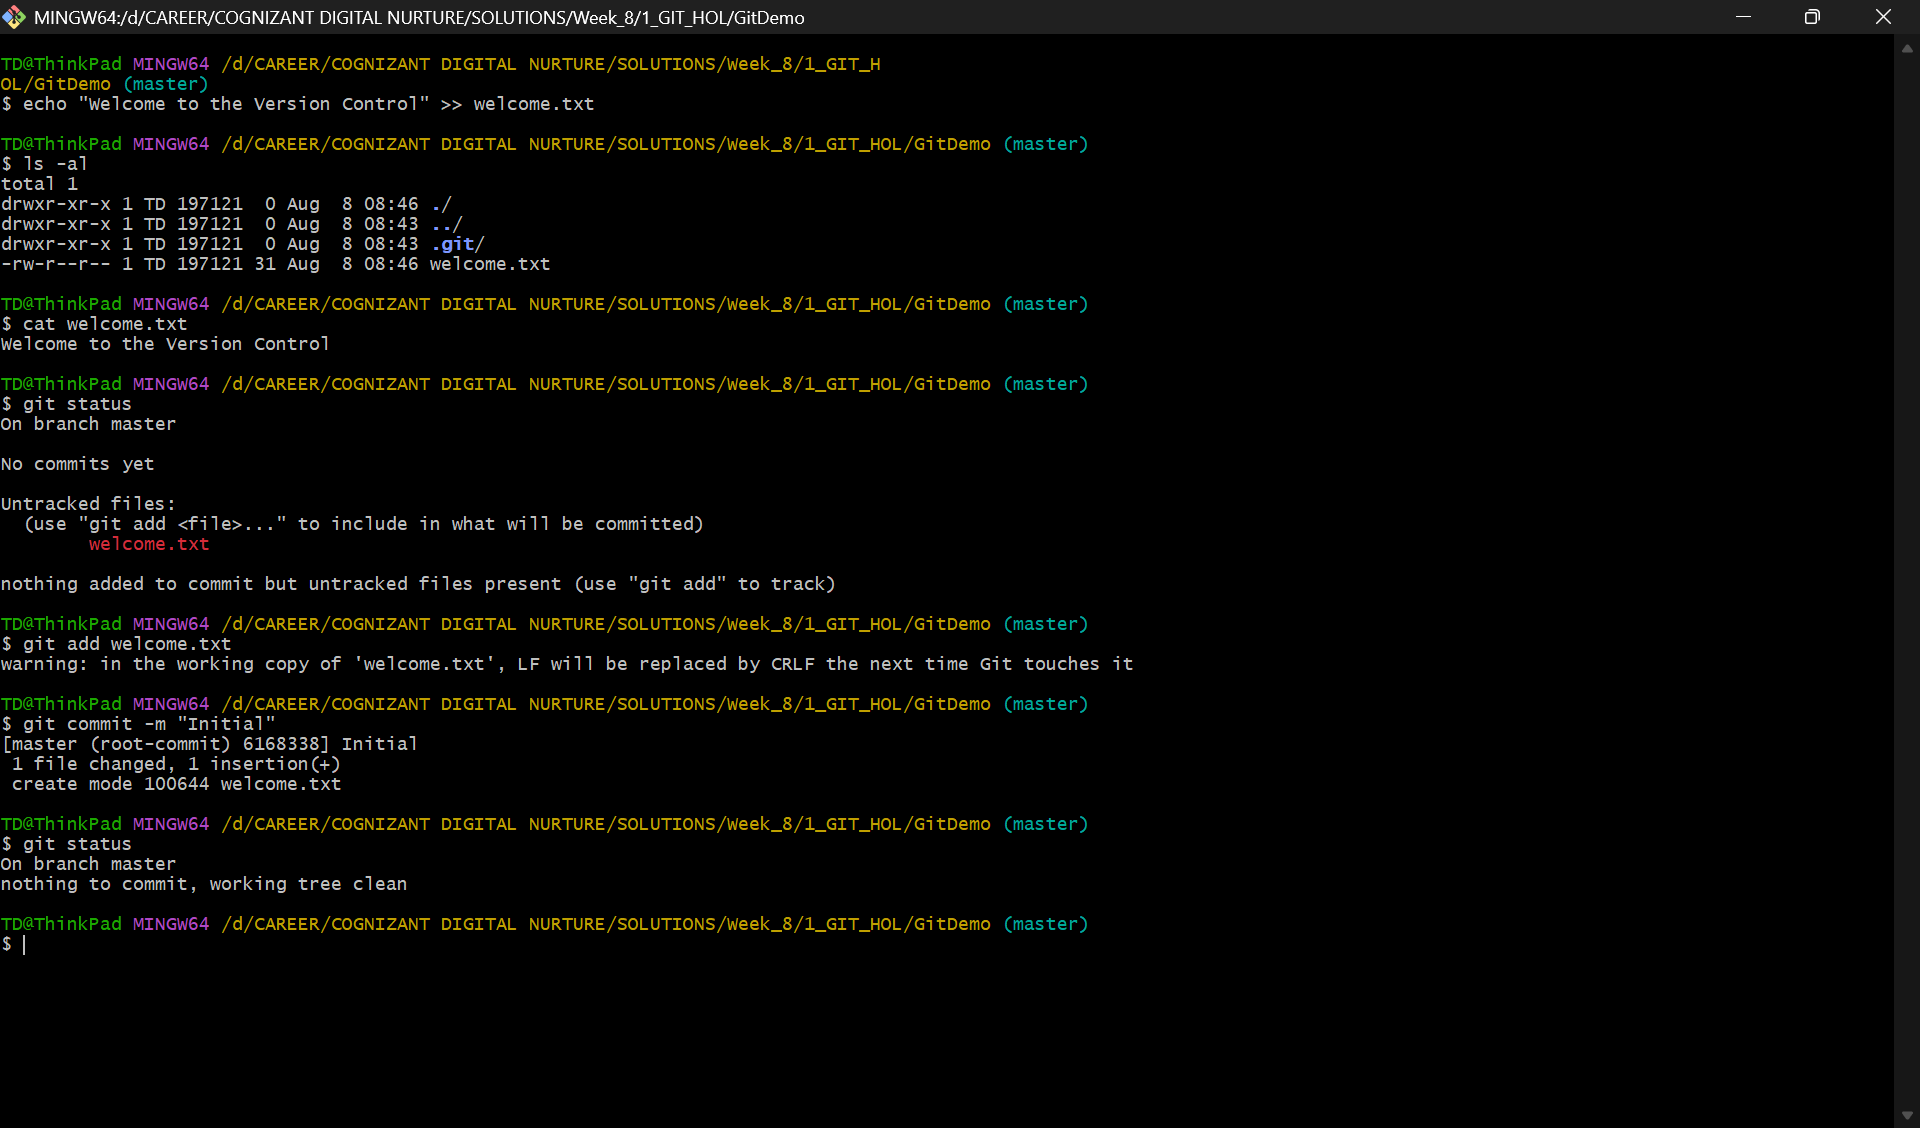 MINGW64:/d/CAREER/COGNIZANT DIGITAL NURTURE/SOLUTIONS/Week_8/1_GIT_HOL/GitDemo
TD@ThinkPad MINGW64 /d/CAREER/COGNIZANT DIGITAL NURTURE/SOLUTIONS/Week_8/1_GIT_H
OL/GitDemo (master)
$ echo "Welcome to the Version Control" >> welcome.txt
TD@ThinkPad MINGW64 /d/CAREER/COGNIZANT DIGITAL NURTURE/SOLUTIONS/Week_8/1_GIT_HOL/GitDemo (master)
$ ls -al
total 1
drwxr-xr-x 1 TD 197121  0 Aug  8 08:46 ./
drwxr-xr-x 1 TD 197121  0 Aug  8 08:43 ../
drwxr-xr-x 1 TD 197121  0 Aug  8 08:43 .git/
-rw-r--r-- 1 TD 197121 31 Aug  8 08:46 welcome.txt
TD@ThinkPad MINGW64 /d/CAREER/COGNIZANT DIGITAL NURTURE/SOLUTIONS/Week_8/1_GIT_HOL/GitDemo (master)
$ cat welcome.txt
Welcome to the Version Control
TD@ThinkPad MINGW64 /d/CAREER/COGNIZANT DIGITAL NURTURE/SOLUTIONS/Week_8/1_GIT_HOL/GitDemo (master)
$ git status
On branch master
No commits yet
Untracked files:
  (use "git add <file>..." to include in what will be committed)
        welcome.txt
nothing added to commit but untracked files present (use "git add" to track)
TD@ThinkPad MINGW64 /d/CAREER/COGNIZANT DIGITAL NURTURE/SOLUTIONS/Week_8/1_GIT_HOL/GitDemo (master)
$ git add welcome.txt
warning: in the working copy of 'welcome.txt', LF will be replaced by CRLF the next time Git touches it
TD@ThinkPad MINGW64 /d/CAREER/COGNIZANT DIGITAL NURTURE/SOLUTIONS/Week_8/1_GIT_HOL/GitDemo (master)
$ git commit -m "Initial"
[master (root-commit) 6168338] Initial
 1 file changed, 1 insertion(+)
 create mode 100644 welcome.txt
TD@ThinkPad MINGW64 /d/CAREER/COGNIZANT DIGITAL NURTURE/SOLUTIONS/Week_8/1_GIT_HOL/GitDemo (master)
$ git status
On branch master
nothing to commit, working tree clean
TD@ThinkPad MINGW64 /d/CAREER/COGNIZANT DIGITAL NURTURE/SOLUTIONS/Week_8/1_GIT_HOL/GitDemo (master)
$